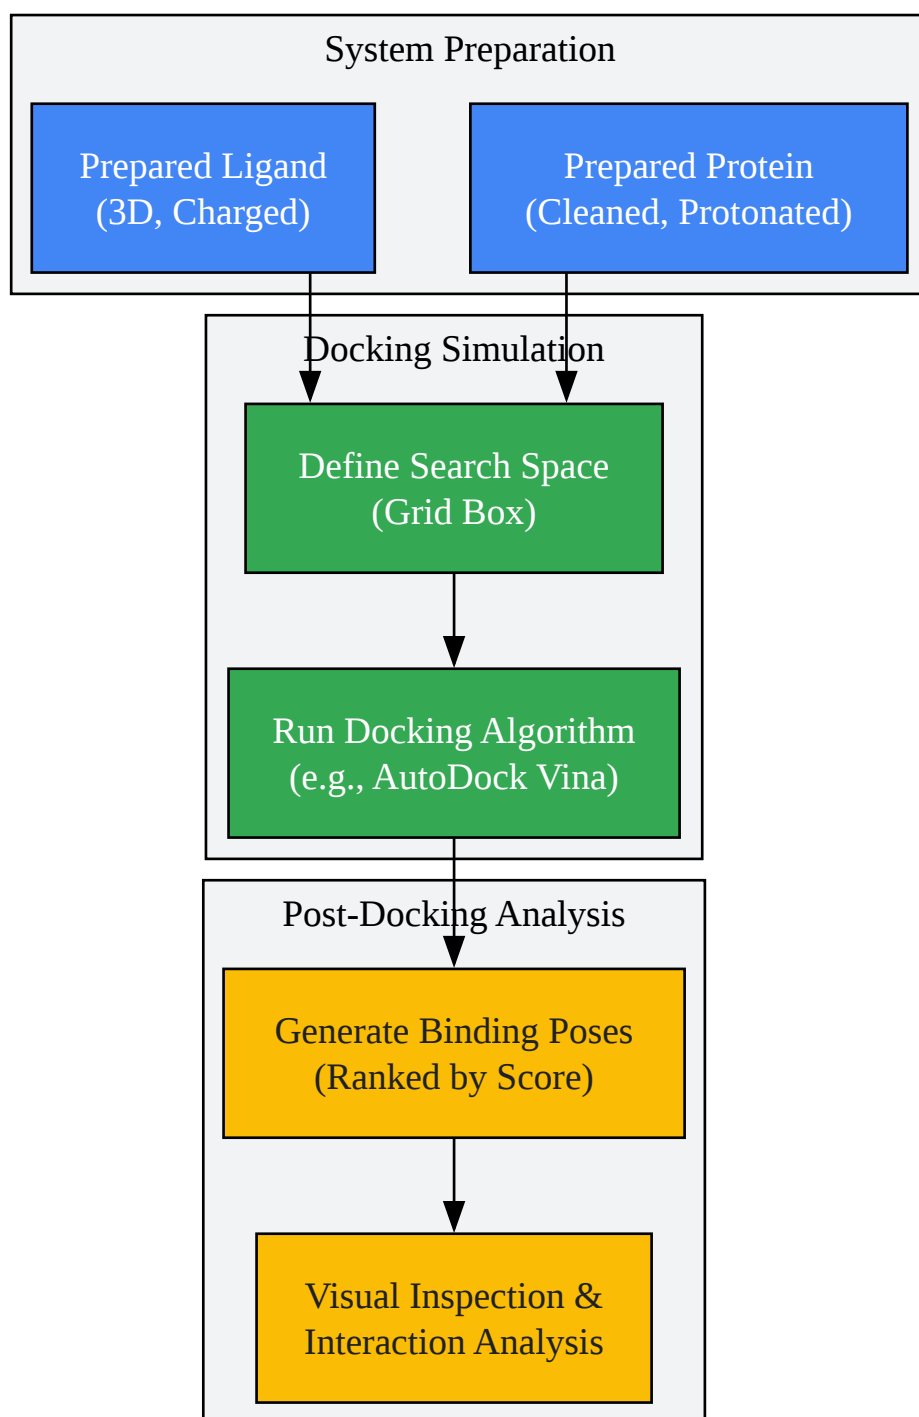 System Preparation
Prepared Ligand
(3D, Charged)
Prepared Protein
(Cleaned, Protonated)
Docking Simulation
Define Search Space
(Grid Box)
Run Docking Algorithm
(e.g., AutoDock Vina)
Post-Docking Analysis
Generate Binding Poses
(Ranked by Score)
Visual Inspection &
Interaction Analysis